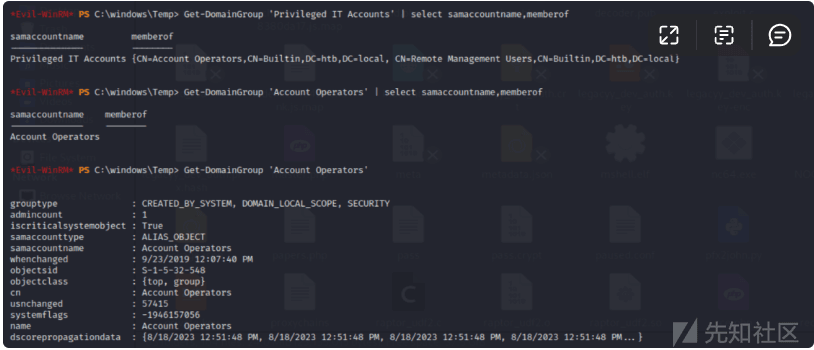 *Evil-WinRM* PS C:\windows\Temp> Get-DomainGroup 'Privileged IT Accounts' | select samaccountname,memberof
samaccountname memberof
Privileged IT Accounts {CN=Account Operators,CN=Builtin,DC=htb,DC=local, CN=Remote Management Users,CN=Builtin,DC=htb,DC=local}
*Evil-WinRM* PS C:\windows\Temp> Get-DomainGroup 'Account Operators' | select samaccountname,memberof
samaccountname memberof
Account Operators
*Evil-WinRM* PS C:\windows\Temp> Get-DomainGroup 'Account Operators'
grouptype : CREATED_BY_SYSTEM, DOMAIN_LOCAL_SCOPE, SECURITY
admincount : 1
iscriticalsystemobject : True
samaccounttype : ALIAS_OBJECT
samaccountname : Account Operators
whenchanged : 9/23/2019 12:07:40 PM
objectsid : S-1-5-32-548
objectclass : {top, group}
cn : Account Operators
usnchanged : 57415
systemflags : -1946157056
name : Account Operators
dscorepropagationdata : {8/18/2023 12:51:48 PM, 8/18/2023 12:51:48 PM, 8/18/2023 12:51:48 PM, 8/18/2023 12:51:48 PM...}
先知社区